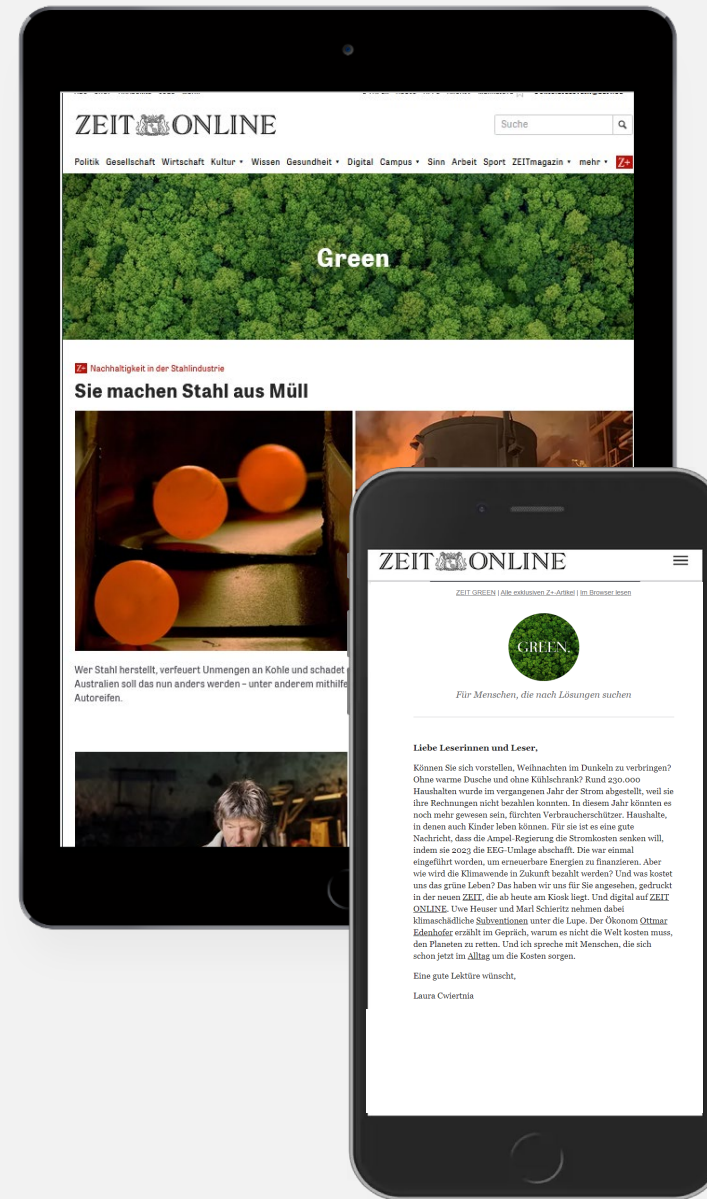 ZEIT ONLINE
Suche
Politik Gesellschaft Wirtschaft Kultur Wissen Gesundheit Digital Campus Sinn Arbeit Sport ZEITmagazin mehr Z+
Green
Z+ Nachhaltigkeit in der Stahlindustrie
Sie machen Stahl aus Müll
Wer Stahl herstellt, verfeuert Unmengen an Kohle und schadet
Australien soll das nun anders werden – unter anderem mithilfe
Autoreifen.
ZEIT ONLINE
ZEIT GREEN | Alle exklusiven Z+-Artikel | Im Browser lesen
GREEN.
Für Menschen, die nach Lösungen suchen
Liebe Leserinnen und Leser,
Können Sie sich vorstellen, Weihnachten im Dunkeln zu verbringen?
Ohne warme Dusche und ohne Kühlschrank? Rund 230.000
Haushalten wurde im vergangenen Jahr der Strom abgestellt, weil sie
ihre Rechnungen nicht bezahlen konnten. In diesem Jahr könnten es
noch mehr gewesen sein, fürchten Verbraucherschützer. Haushalte,
in denen auch Kinder leben können. Für sie ist es eine gute
Nachricht, dass die Ampel-Regierung die Stromkosten senken will,
indem sie 2023 die EEG-Umlage abschafft. Die war einmal
eingeführt worden, um erneuerbare Energien zu finanzieren. Aber
wie wird die Klimawende in Zukunft bezahlt werden? Und was kostet
uns das grüne Leben? Das haben wir uns für Sie angesehen, gedruckt
in der neuen ZEIT, die ab heute am Kiosk liegt. Und digital auf ZEIT
ONLINE. Uwe Heuser und Marl Schieritz nehmen dabei
klimaschädliche Subventionen unter die Lupe. Der Ökonom Ottmar
Edenhofer erzählt im Gepräch, warum es nicht die Welt kosten muss,
den Planeten zu retten. Und ich spreche mit Menschen, die sich
schon jetzt im Alltag um die Kosten sorgen.
Eine gute Lektüre wünscht,
Laura Cwiertnia